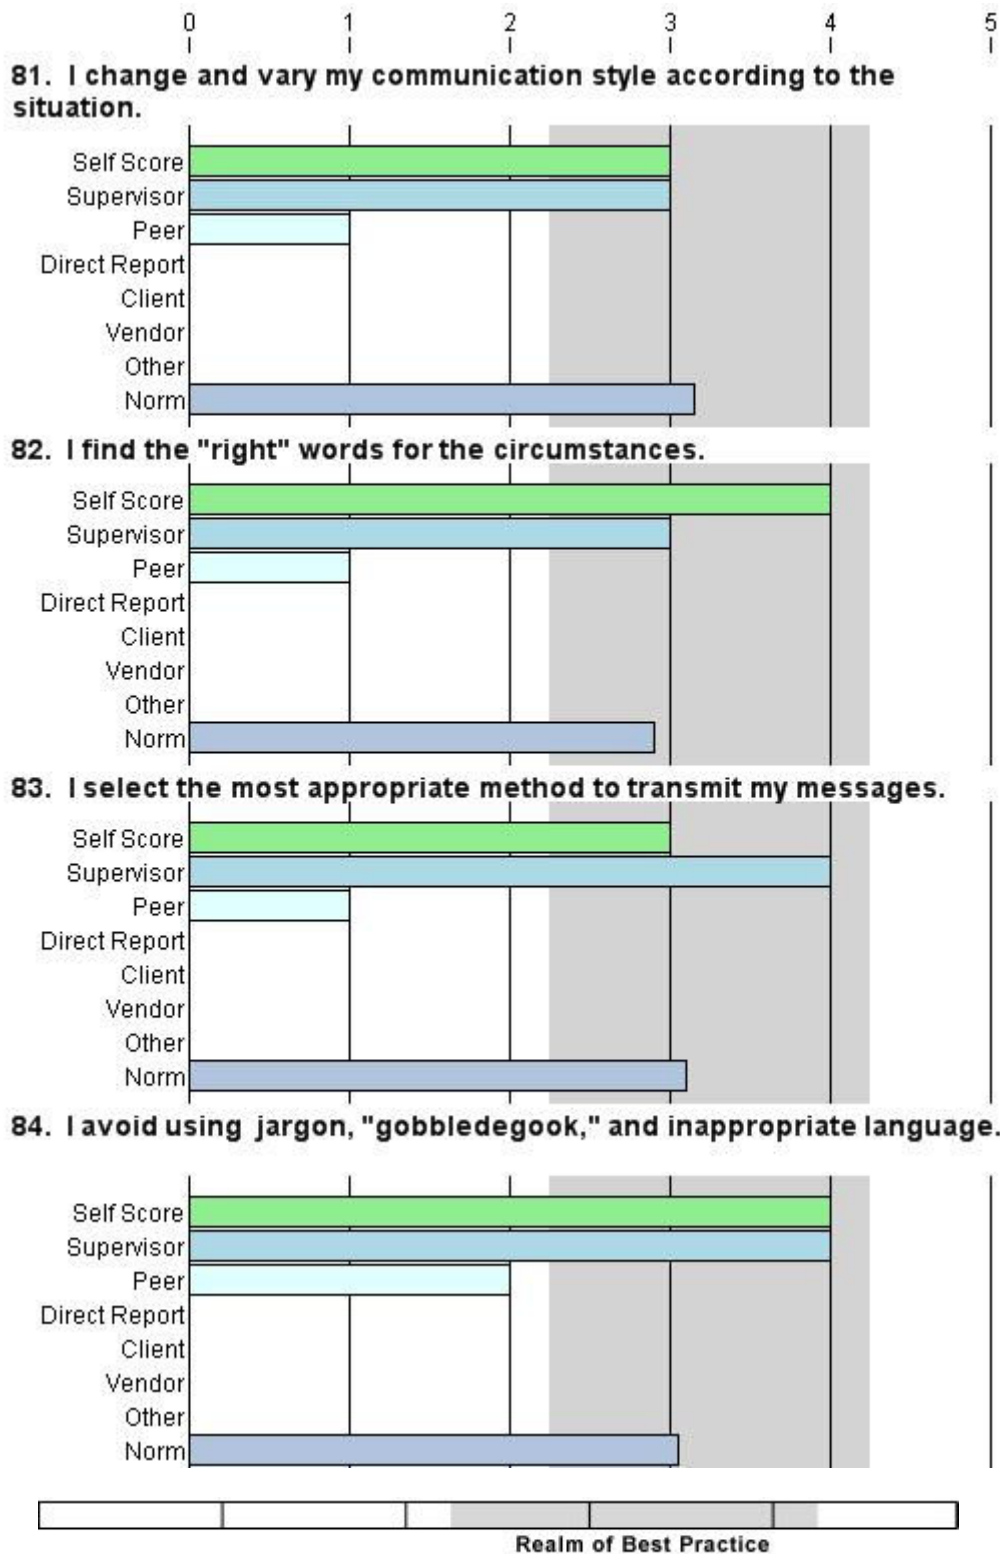 0 1 2 3 4 5
81. I change and vary my communication style according to the
situation.
Self Score
Supervisor
Peer
Direct Report
Client
Vendor
Other
Norm
82. I find the "right" words for the circumstances.
Self Score
Supervisor
Peer
Direct Report
Client
Vendor
Other
Norm
83. I select the most appropriate method to transmit my messages.
Self Score
Supervisor
Peer
Direct Report
Client
Vendor
Other
Norm
84. I avoid using jargon, "gobbledegook," and inappropriate language.
Self Score
Supervisor
Peer
Direct Report
Client
Vendor
Other
Norm
Realm of Best Practice